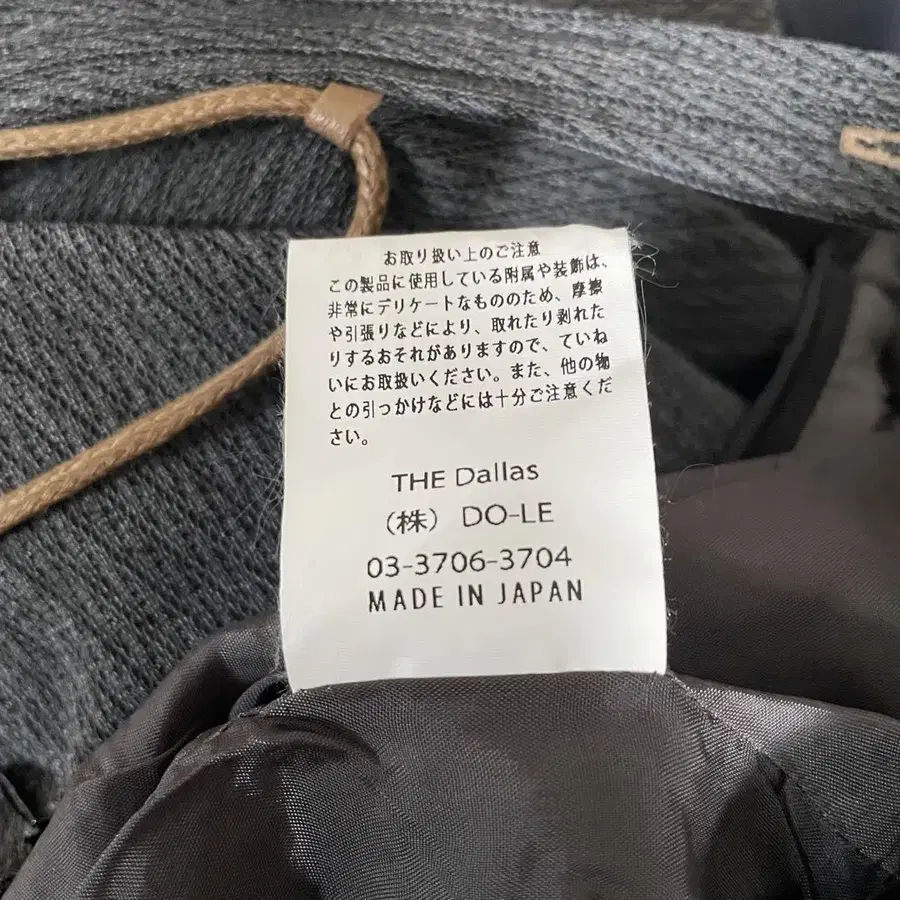 お取り扱い上のご注意
この製品に使用している附属や装飾は、
非常にデリケートなもののため、摩擦
や引張りなどにより、取れたり剥れた
りするおそれがありますので、ていね
いにお取扱いください。また、他の物
との引っかけなどには十分ご注意くだ
さい。
THE Dallas
（株） DO-LE
03-3706-3704
MADE IN JAPAN